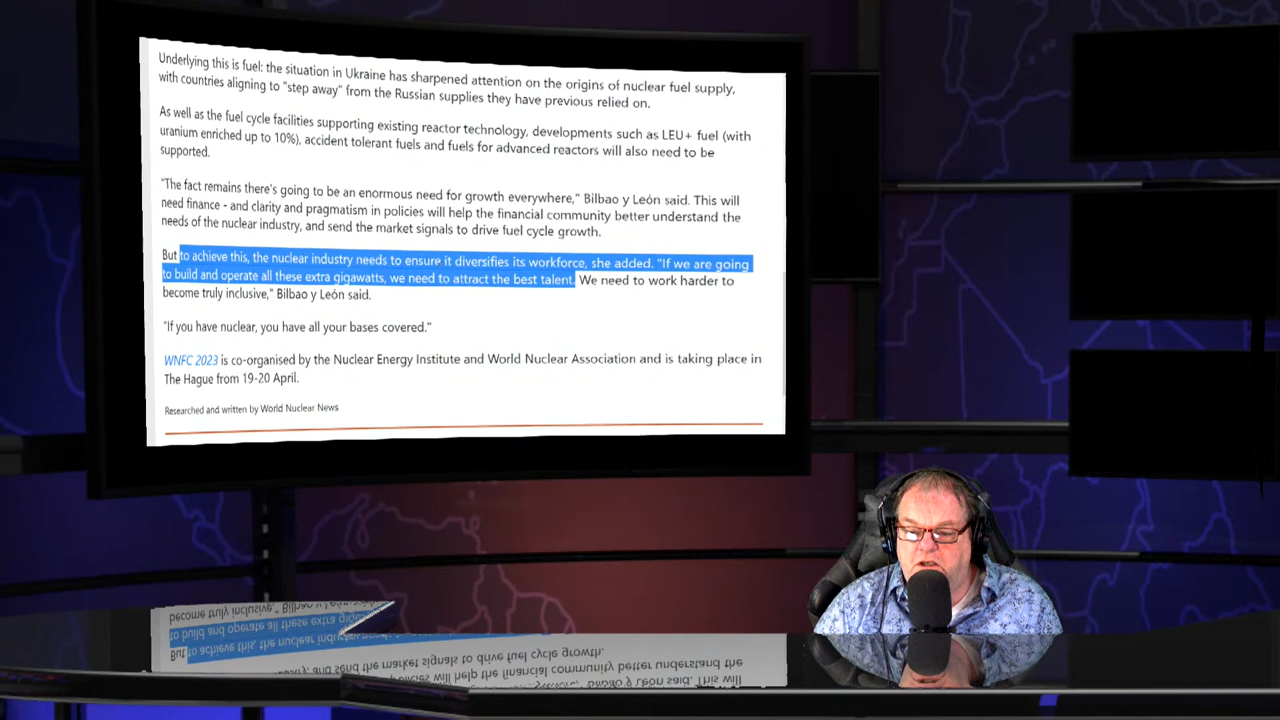 Underlying this is fuel: the situation in Ukraine has sharpened attention on the origins of nuclear fuel supply,
with countries aligning to "step away" from the Russian supplies they have previous relied on.
As well as the fuel cycle facilities supporting existing reactor technology, developments such as LEU+ fuel (with
uranium enriched up to 10%), accident tolerant fuels and fuels for advanced reactors will also need to be
supported.
"The fact remains there's going to be an enormous need for growth everywhere," Bilbao y León said. This will
need finance - and clarity and pragmatism in policies will help the financial community better understand the
needs of the nuclear industry, and send the market signals to drive fuel cycle growth.
But to achieve this, the nuclear industry needs to ensure it diversifies its workforce, she added. "If we are going
to build and operate all these extra gigawatts, we need to attract the best talent. We need to work harder to
become truly inclusive," Bilbao y León said.
"If you have nuclear, you have all your bases covered."
WNFC 2023 is co-organised by the Nuclear Energy Institute and World Nuclear Association and is taking place in
The Hague from 19-20 April.
Researched and written by World Nuclear News